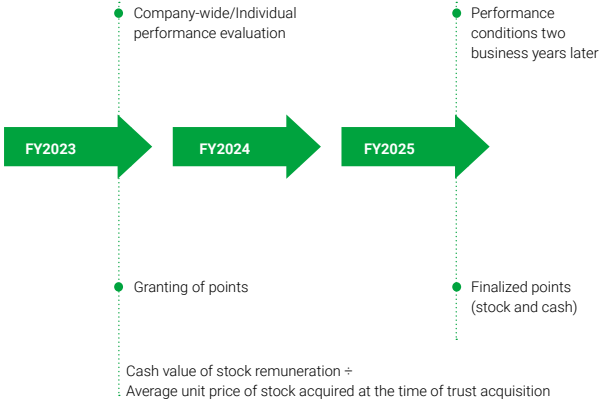 Company-wide/Individual
performance evaluation
Performance
conditions two
business years later
FY2023
FY2024
FY2025
Granting of points
Finalized points
(stock and cash)
Cash value of stock remuneration ÷
Average unit price of stock acquired at the time of trust acquisition